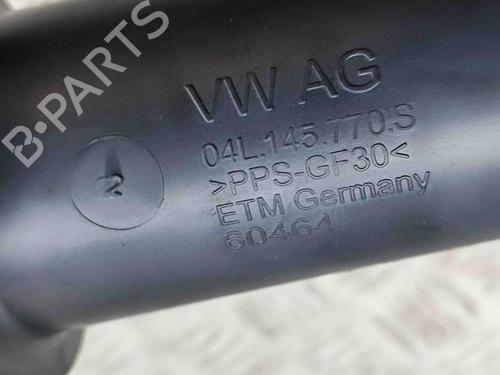 B-PARTS
VW AG
04L.145.770.S
>PPS-GF30<
ETM Germany
60464
2